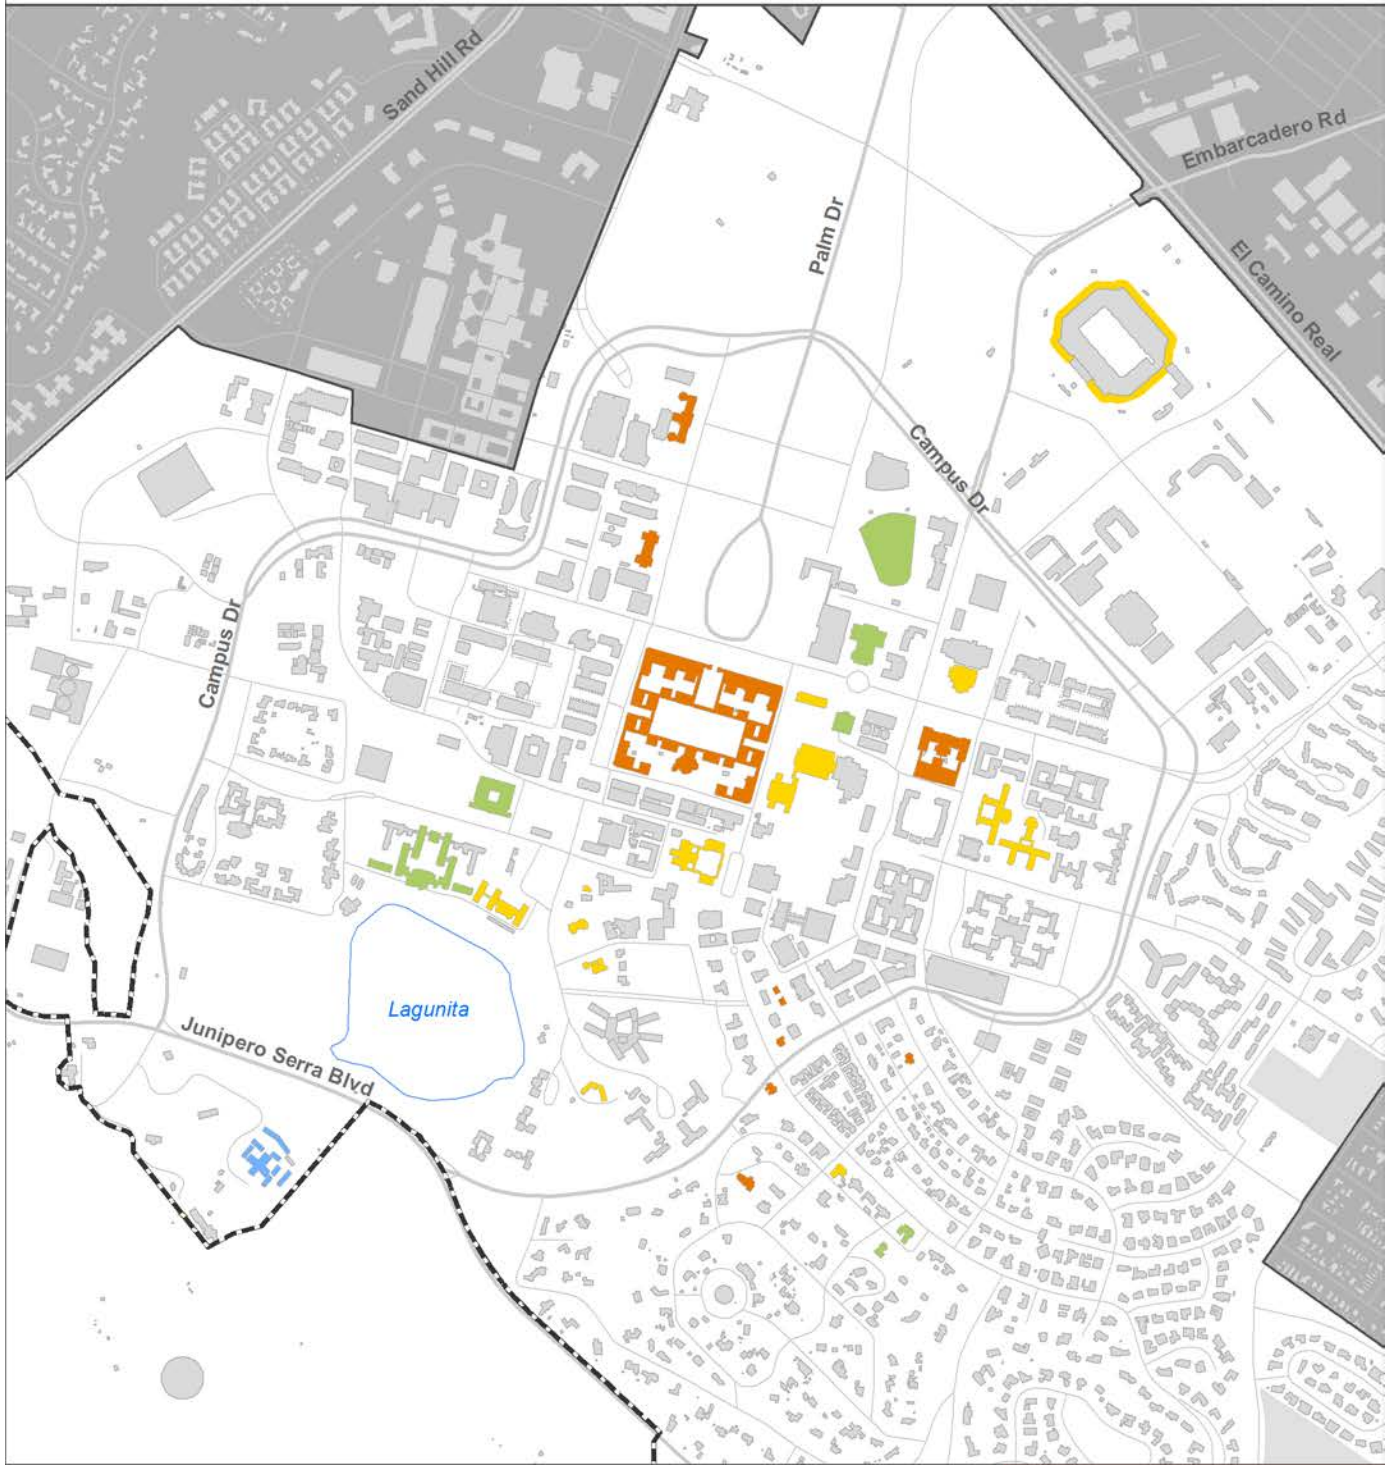 Sand Hill Rd
Embarcadero Rd
Palm Dr
El Camino Real
Campus Dr
Campus Dr
Lagunita
Junipero Serra Blvd